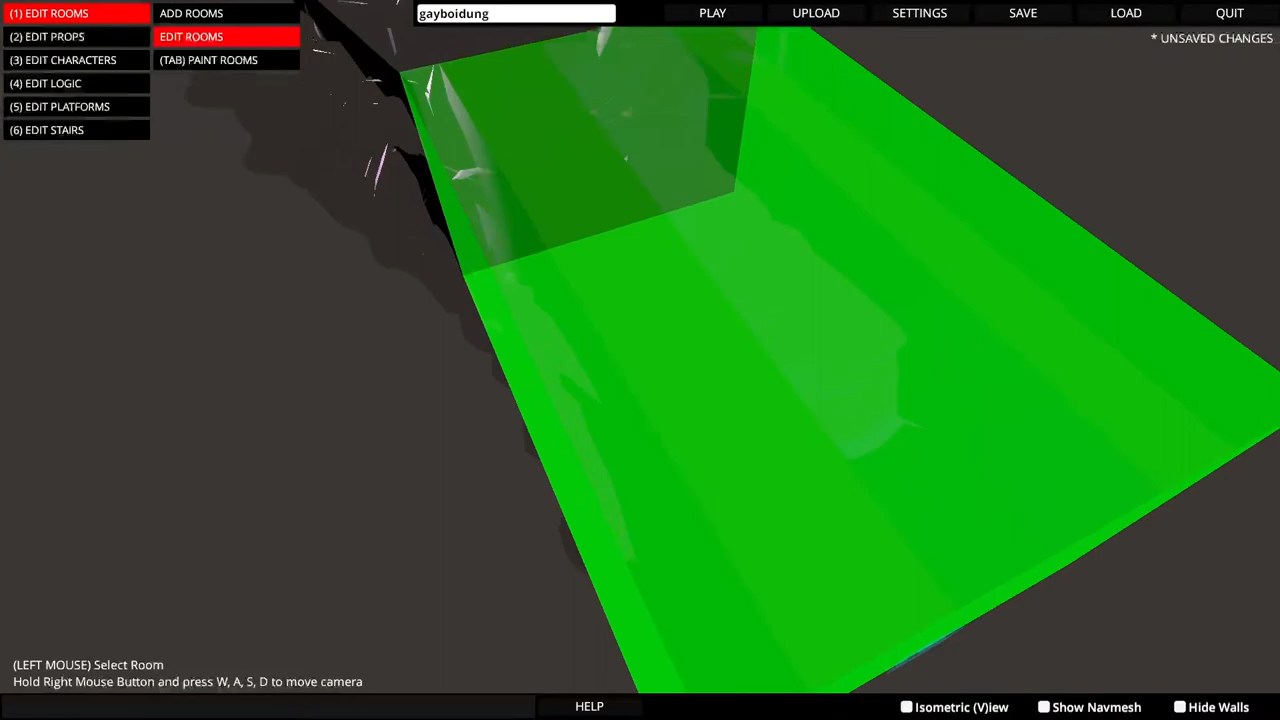 (1) EDIT ROOMS
(2) EDIT PROPS
(3) EDIT CHARACTERS
(4) EDIT LOGIC
(5) EDIT PLATFORMS
(6) EDIT STAIRS
ADD ROOMS
EDIT ROOMS
(TAB) PAINT ROOMS
gayboidung
PLAY
UPLOAD
SETTINGS
SAVE
LOAD
QUIT
* UNSAVED CHANGES
(LEFT MOUSE) Select Room
Hold Right Mouse Button and press W, A, S, D to move camera
HELP
Isometric (V)iew
Show Navmesh
Hide Walls